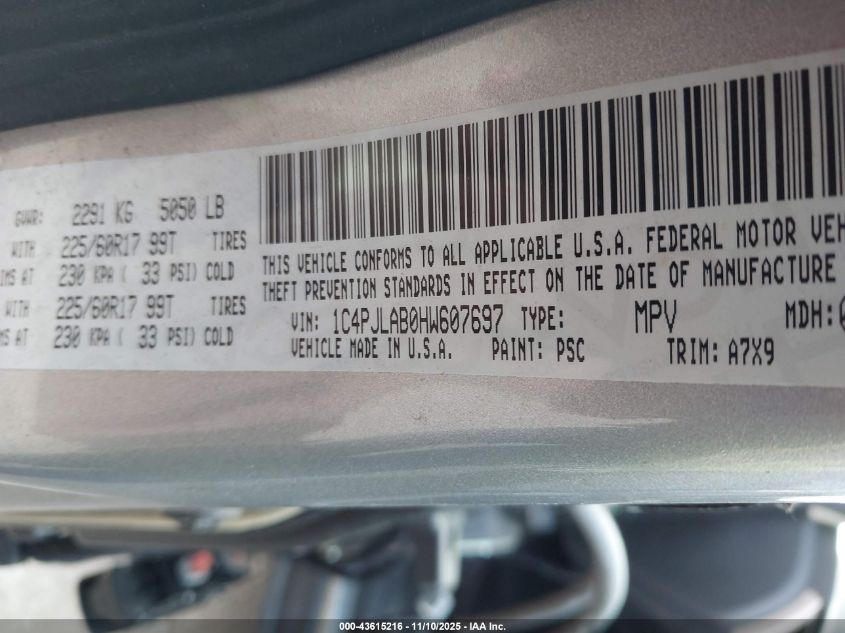 GVWR: 2291 KG 5050 LB
WITH 225/60R17 99T TIRES
IMS AT 230 KPA ( 33 PSI) COLD
WITH 225/60R17 99T TIRES
MS AT 230 KPA ( 33 PSI) COLD
THIS VEHICLE CONFORMS TO ALL APPLICABLE U.S.A. FEDERAL MOTOR VEH
THEFT PREVENTION STANDARDS IN EFFECT ON THE DATE OF MANUFACTURE
VIN: 1C4PJLAB0HW607697 TYPE: MPV MDH:0
VEHICLE MADE IN U.S.A. PAINT: PSC TRIM: A7X9
000-43615216 - 11/10/2025 - IAA Inc.